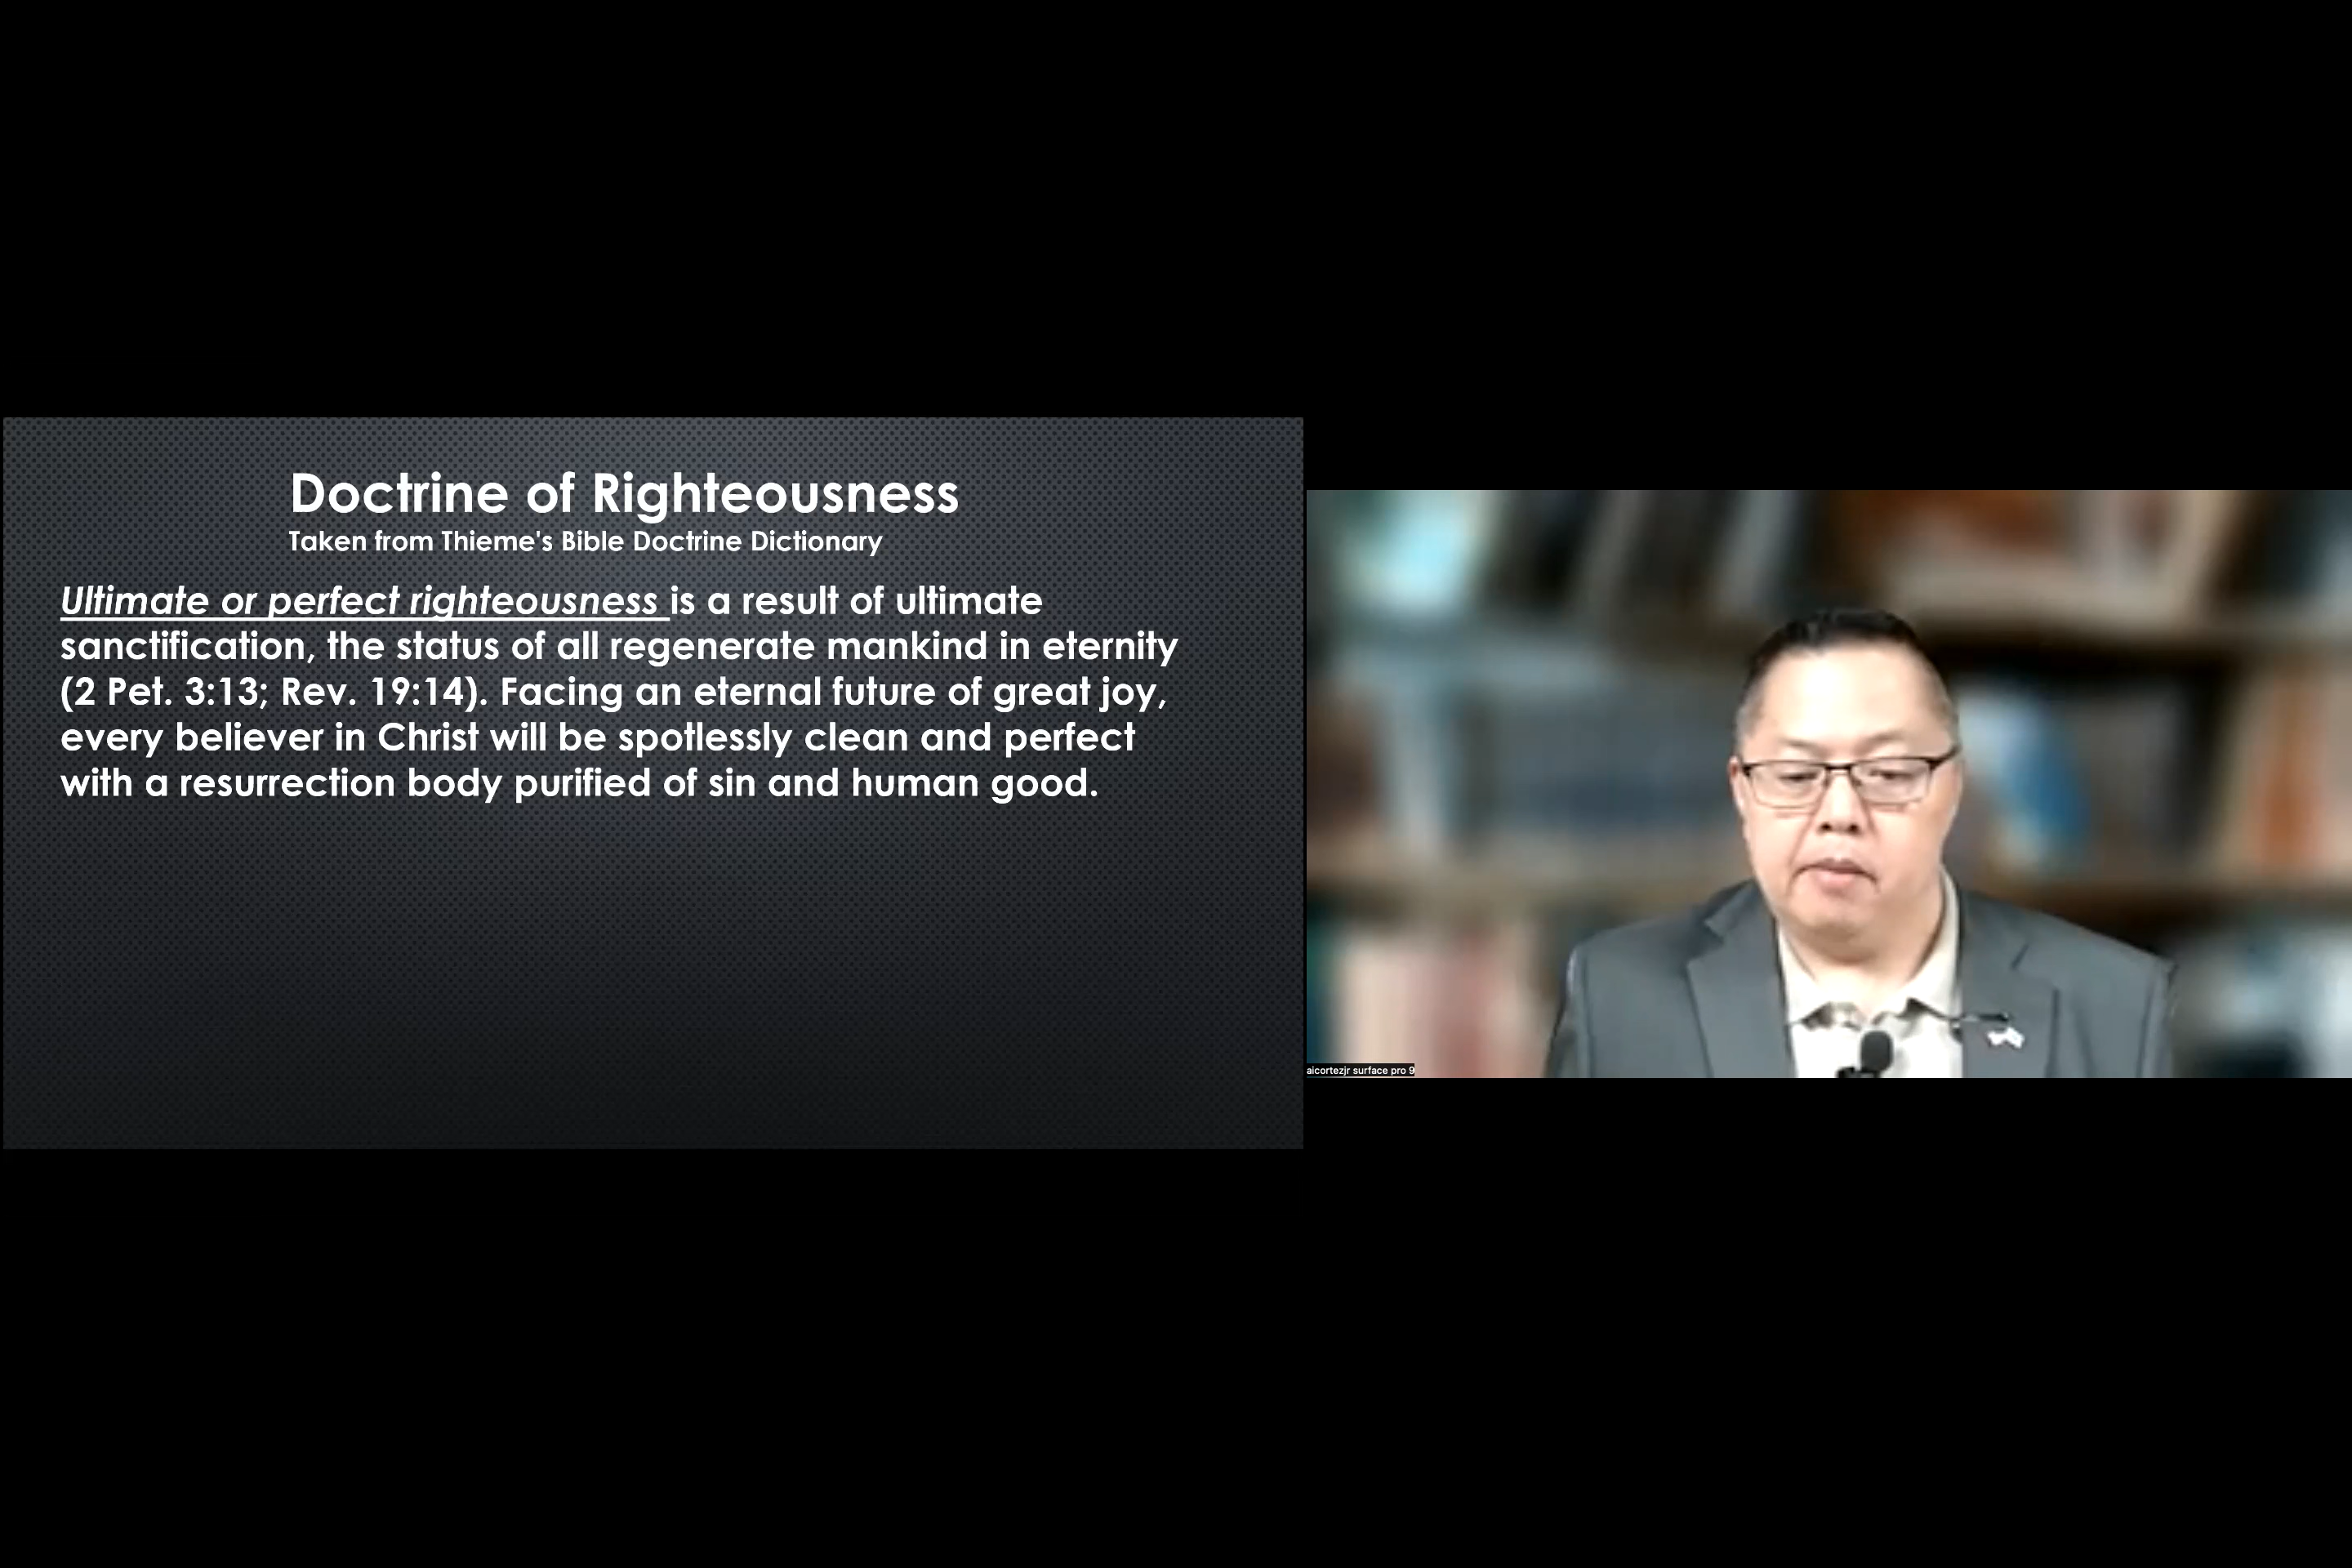 Doctrine of Righteousness
Taken from Thieme's Bible Doctrine Dictionary
Ultimate or perfect righteousness is a result of ultimate
sanctification, the status of all regenerate mankind in eternity
(2 Pet. 3:13; Rev. 19:14). Facing an eternal future of great joy,
every believer in Christ will be spotlessly clean and perfect
with a resurrection body purified of sin and human good.
aicortezjr surface pro 9